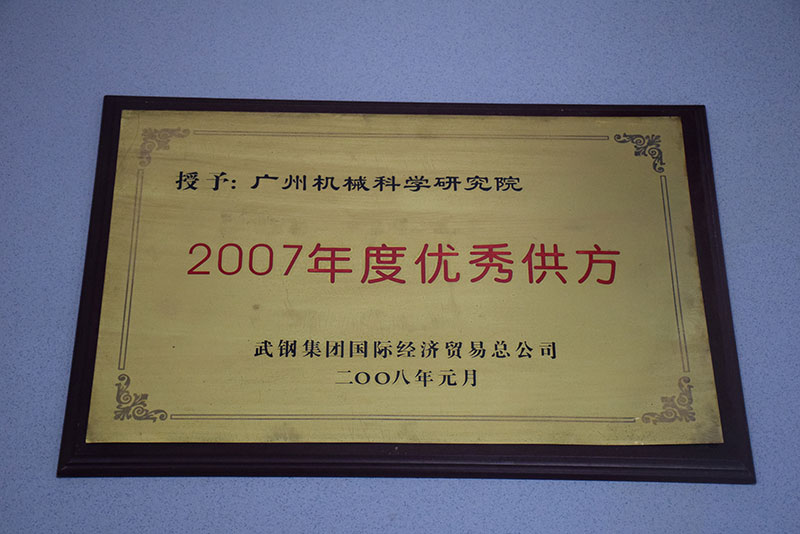 授予: 广州机械科学研究院
2007年度优秀供方
武钢集团国际经济贸易总公司
二〇〇八年元月